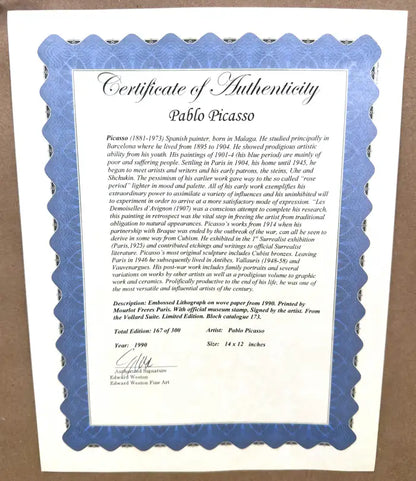 Certificate of Authenticity
Pablo Picasso
Picasso (1881-1973) Spanish painter, born in Malaga. He studied principally in
Barcelona where he lived from 1895 to 1904. He showed prodigious artistic
ability from his youth. His paintings of 1901-4 (his blue period) are mainly of
poor and suffering people. Settling in Paris in 1904, his home until 1945, he
began to meet artists and writers and his early patrons, the steins, Uhe and
Shchukin. The pessimism of his earlier work gave way to the so called "rose
period" lighter in mood and palette. All of his early work exemplifies his
extraordinary power to assimilate a variety of influences and his uninhibited will
to experiment in order to arrive at a more satisfactory mode of expression. "Les
Demoiselles d'Avignon (1907) was a conscious attempt to complete his research,
this painting in retrospect was the vital step in freeing the artist from traditional
obligation to natural appearances. Picasso's works from 1914 when his
partnership with Braque was ended by the outbreak of the war, can all be seen to
derive in some way from Cubism. He exhibited in the 1st Surrealist exhibition
(Paris,1925) and contributed etchings and writings to official Surrealist
literature. Picasso's most original sculpture includes Cubist bronzes. Leaving
Paris in 1946 he subsequently lived in Antibes, Vallauris (1948-58) and
Vauvenargues. His post-war work includes family portraits and several
variations on works by other artists as well as a prodigious volume to graphic
work and ceramics. Prolifically productive to the end of his life, he was one of
the most versatile and influential artists of the century.
Description: Embossed Lithograph on wove paper from 1990. Printed by
Mourlot Freres Paris. With official museum stamp, Signed by the artist. From
the Vollard Suite, Limited Edition. Block catalogue 173.
Total Edition: 167 of 300 Artist: Pablo Picasso
Year: 1990 Size: 14 x 12 inches
Authorized Signature
Edward Weston
Edward Weston Fine Art